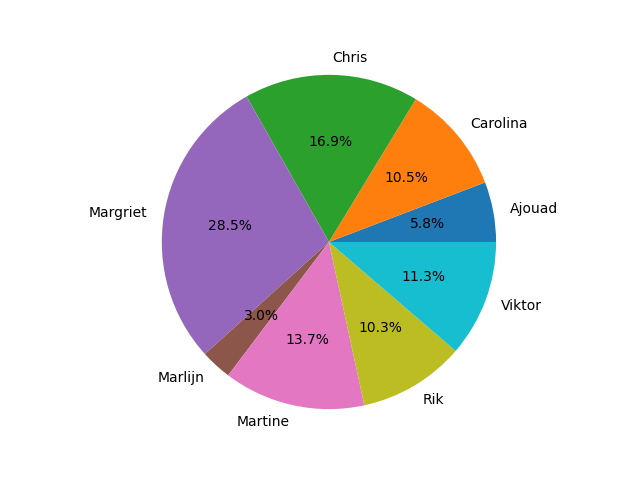 Chris
Carolina
16.9%
10.5%
Ajouad
Margriet
28.5%
5.8%
11.3%
Viktor
3.0%
10.3%
13.7%
Marlijn
Rik
Martine